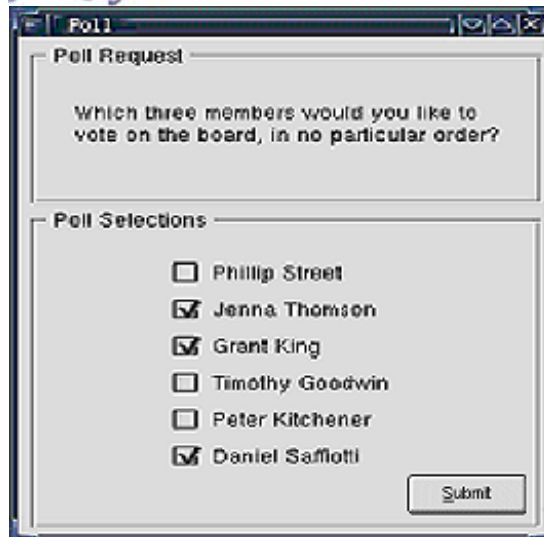 Poll
Poll Request
Which three members would you like to
vote on the board, in no particular order?
Poll Selections
Phillip Street
Jenna Thomson
Grant King
Timothy Goodwin
Peter Kitchener
Daniel Saffiotti
Submit